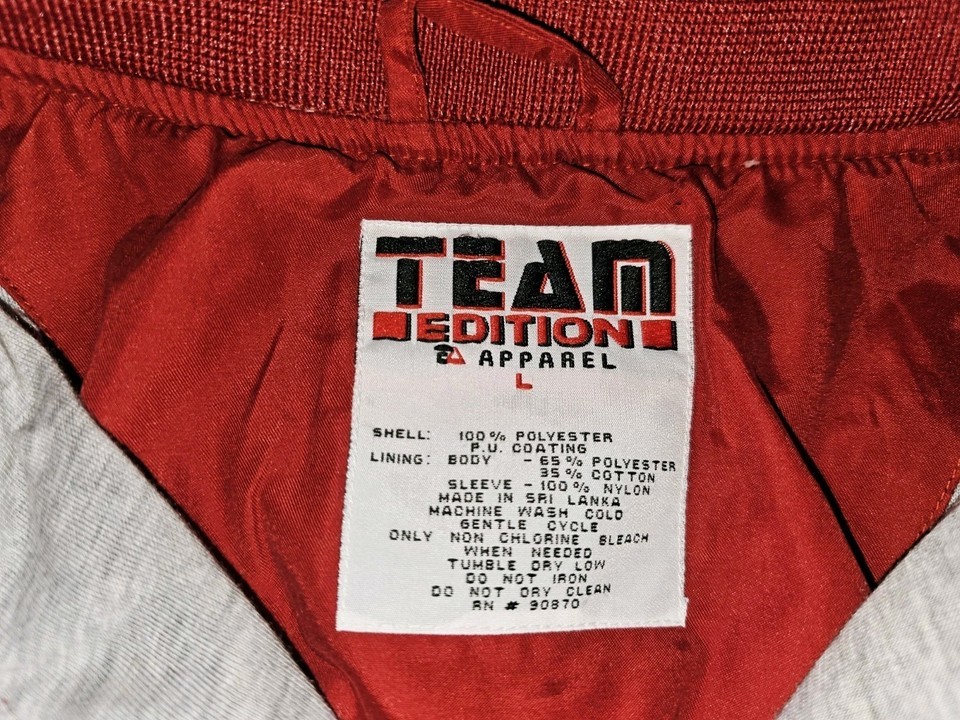 TEAM
EDITION
EA APPAREL
L
SHELL: 100% POLYESTER
P.U. COATING
LINING: BODY - 65% POLYESTER
35% COTTON
SLEEVE - 100% NYLON
MADE IN SRI LANKA
MACHINE WASH COLD
GENTLE CYCLE
ONLY NON CHLORINE BLEACH
WHEN NEEDED
TUMBLE DRY LOW
DO NOT IRON
DO NOT DRY CLEAN
RN # 90870